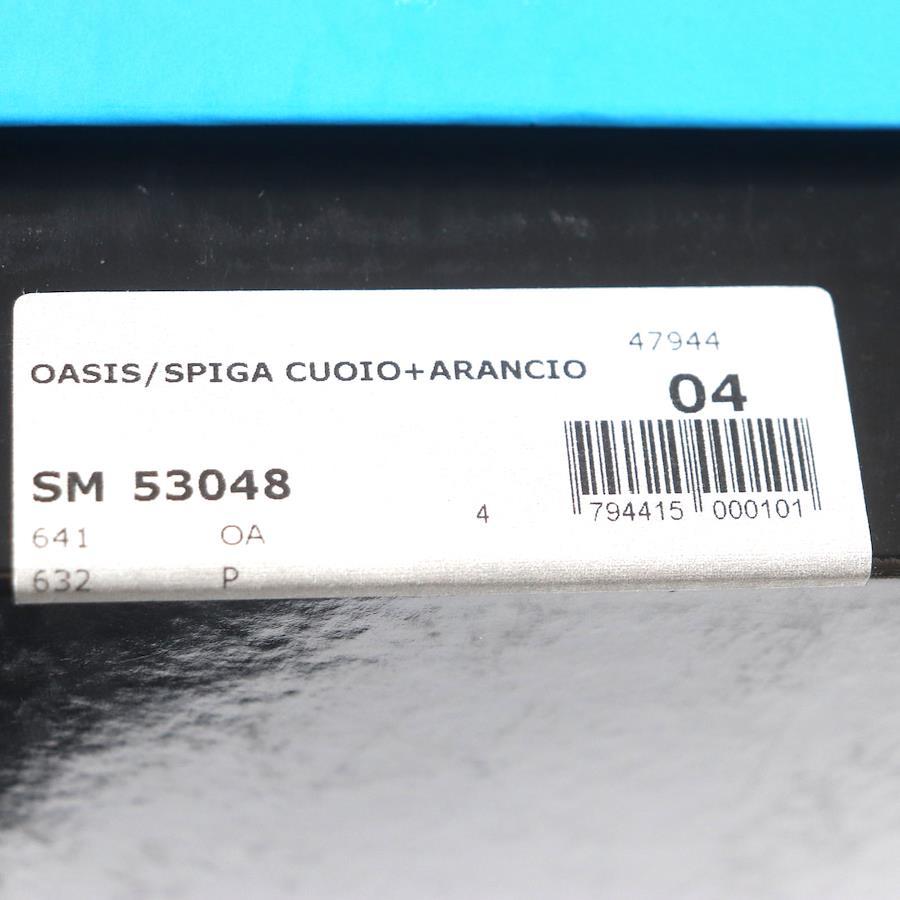 47944
OASIS/SPIGA CUOIO+ARANCIO
04
SM 53048
794415 000101
641 OA 4
632 P